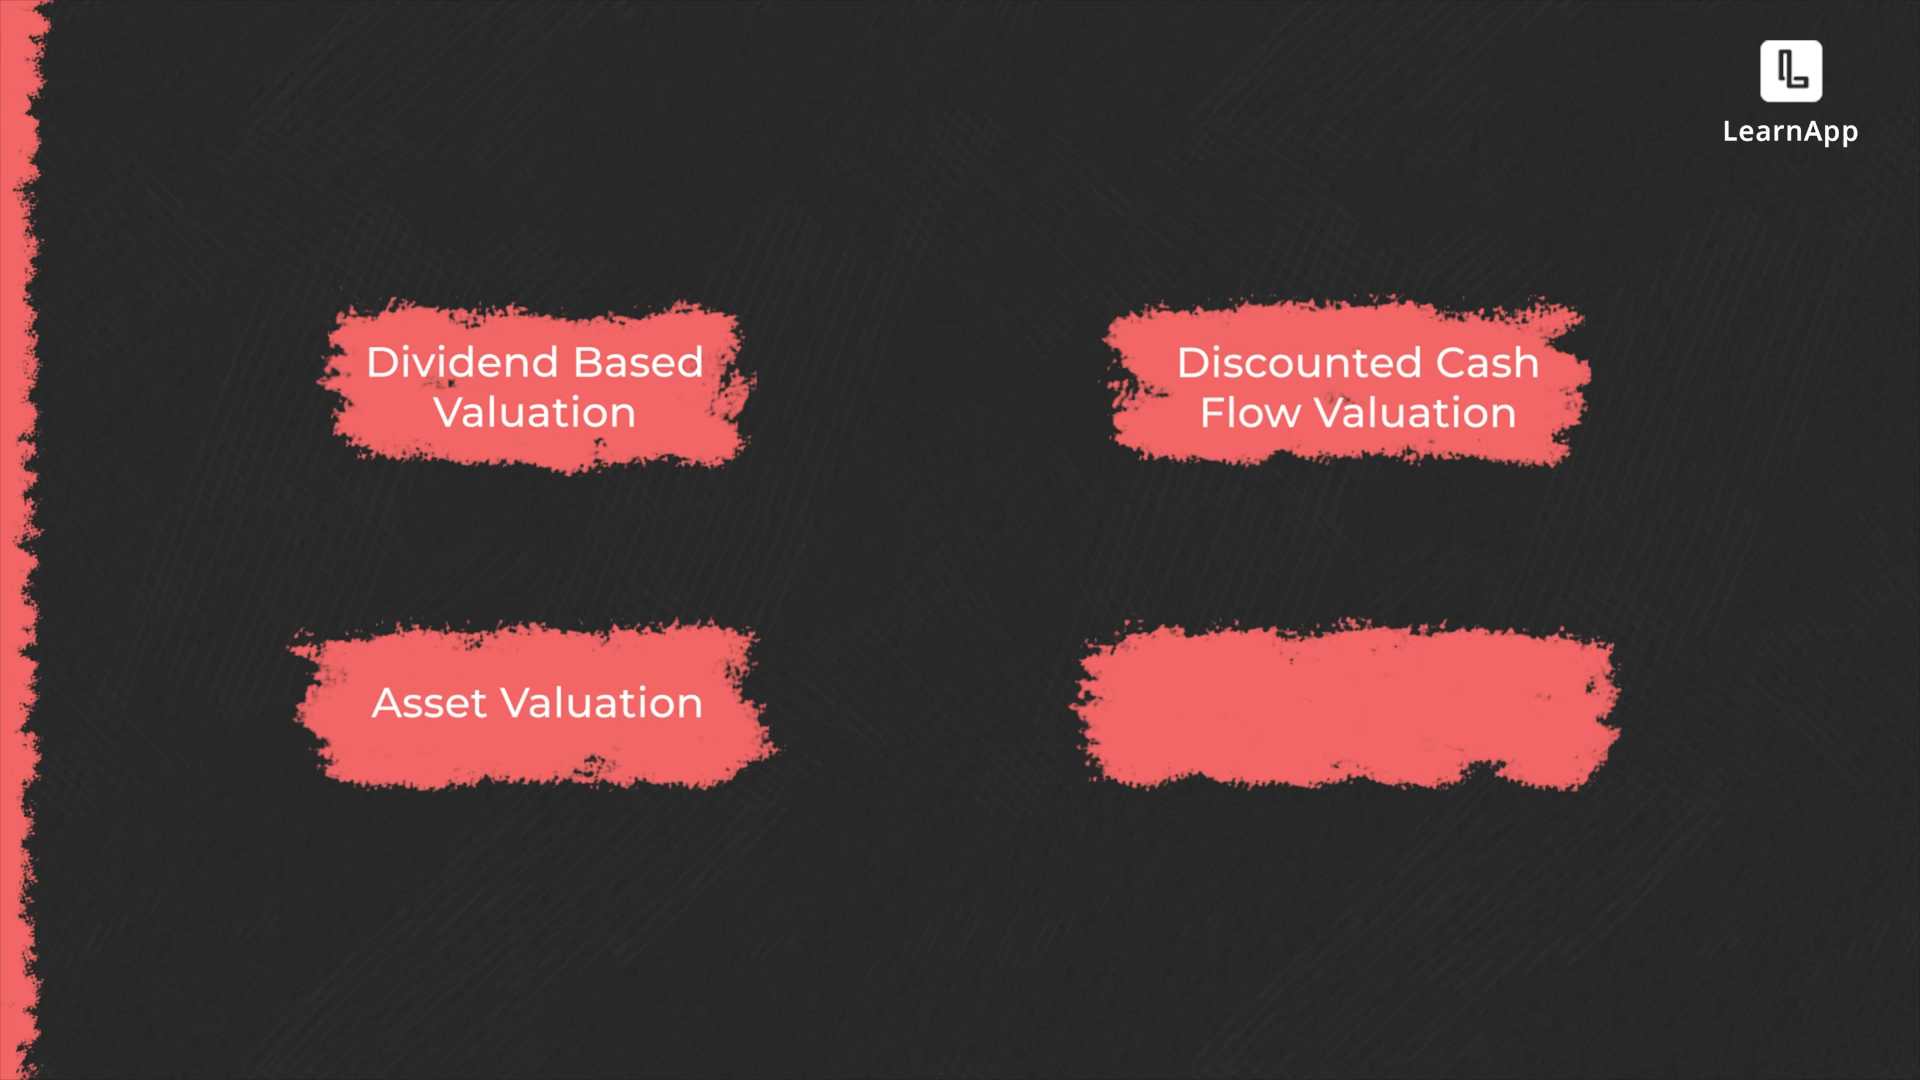 LearnApp
Dividend Based
Valuation
Discounted Cash
Flow Valuation
Asset Valuation